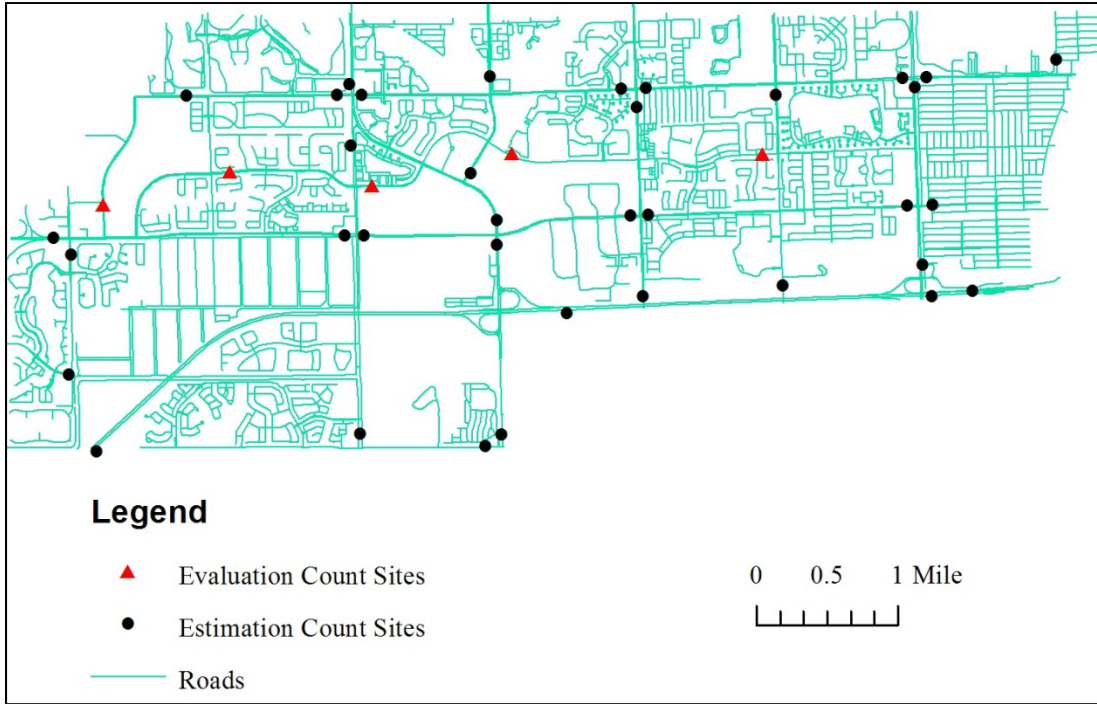 Legend
Evaluation Count Sites
Estimation Count Sites
Roads
0 0.5 1 Mile